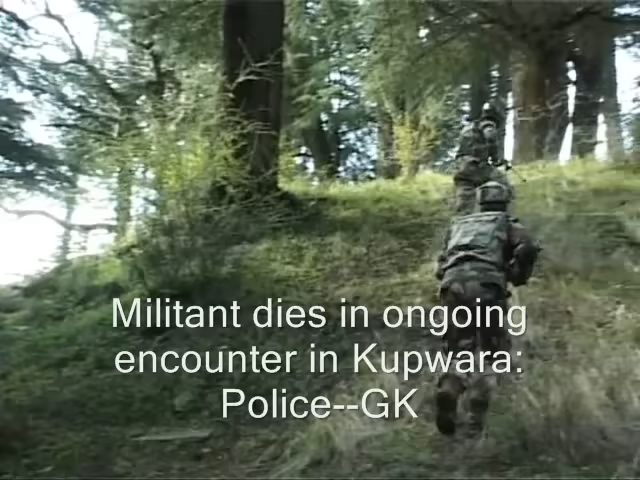 Militant dies in ongoing
encounter in Kupwara:
Police--GK